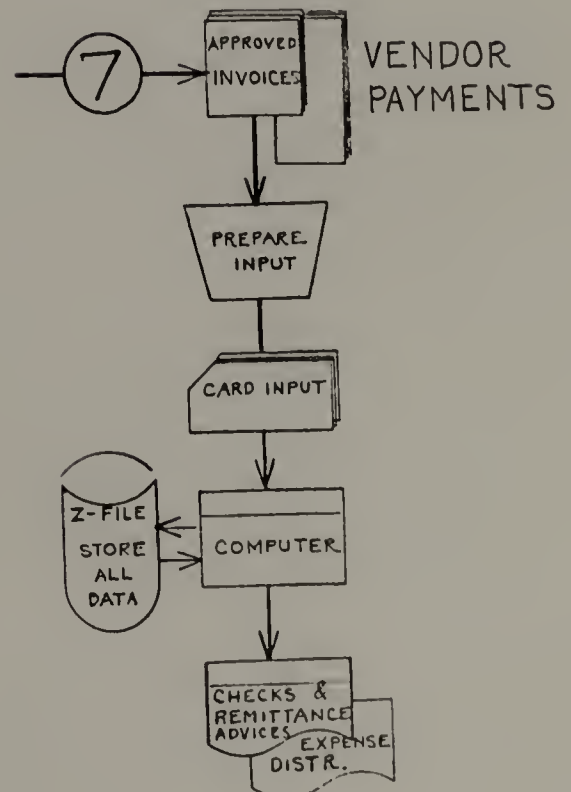 7
APPROVED
INVOICES
VENDOR
PAYMENTS
PREPARE
INPUT
CARD INPUT
Z-FILE
STORE
ALL
DATA
COMPUTER
CHECKS &
REMITTANCE
ADVICES
EXPENSE
DISTR.